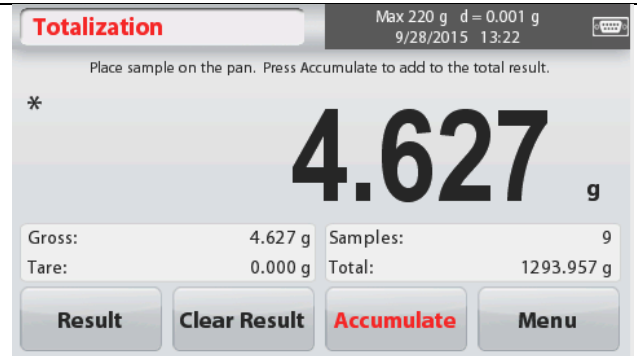 Totalization
Max 220 g d = 0.001 g
9/28/2015 13:22
Place sample on the pan. Press Accumulate to add to the total result.
*
4.627 g
Gross: 4.627 g Samples: 9
Tare: 0.000 g Total: 1293.957 g
Result Clear Result Accumulate Menu